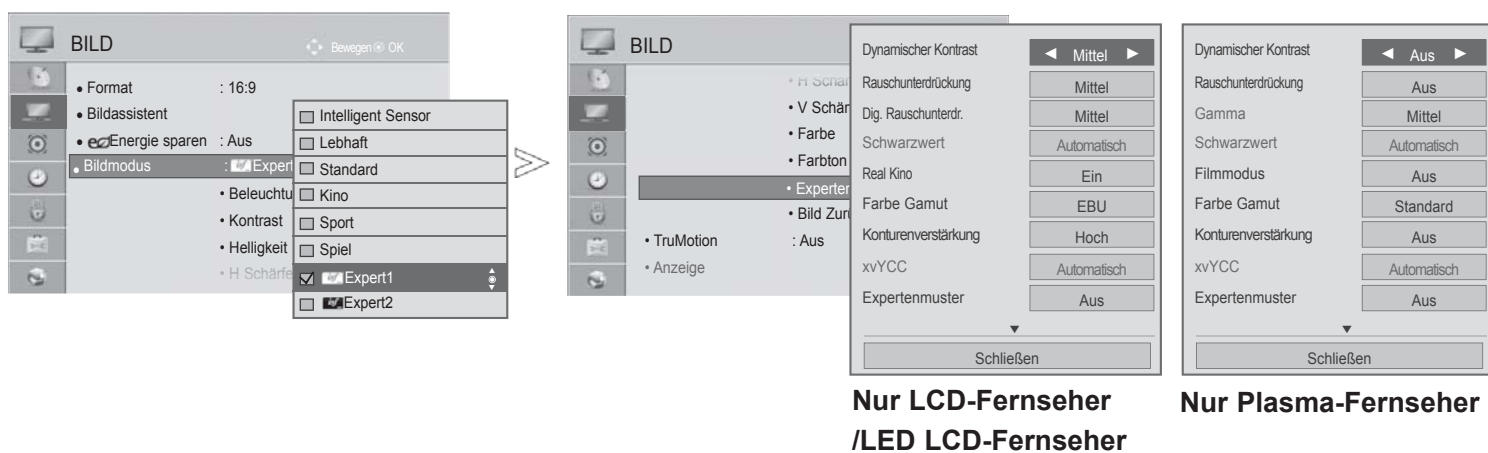 BILD
Bewegen OK
• Format : 16:9
• Bildassistent
• eco Energie sparen : Aus
• Bildmodus : Expert
• Beleuchtu
• Kontrast
• Helligkeit
• H Schärfe
Intelligent Sensor
Lebhaft
Standard
Kino
Sport
Spiel
Expert1
Expert2
BILD
• H Schär
• V Schär
• Farbe
• Farbton
• Experten
• Bild Zurü
• TruMotion : Aus
• Anzeige
Dynamischer Kontrast ◄ Mittel ►
Rauschunterdrückung Mittel
Dig. Rauschunterdr. Mittel
Schwarzwert Automatisch
Real Kino Ein
Farbe Gamut EBU
Konturenverstärkung Hoch
xvYCC Automatisch
Expertenmuster Aus
▼
Schließen
Nur LCD-Fernseher
/LED LCD-Fernseher
Dynamischer Kontrast ◄ Aus ►
Rauschunterdrückung Aus
Gamma Mittel
Schwarzwert Automatisch
Filmmodus Aus
Farbe Gamut Standard
Konturenverstärkung Aus
xvYCC Automatisch
Expertenmuster Aus
▼
Schließen
Nur Plasma-Fernseher